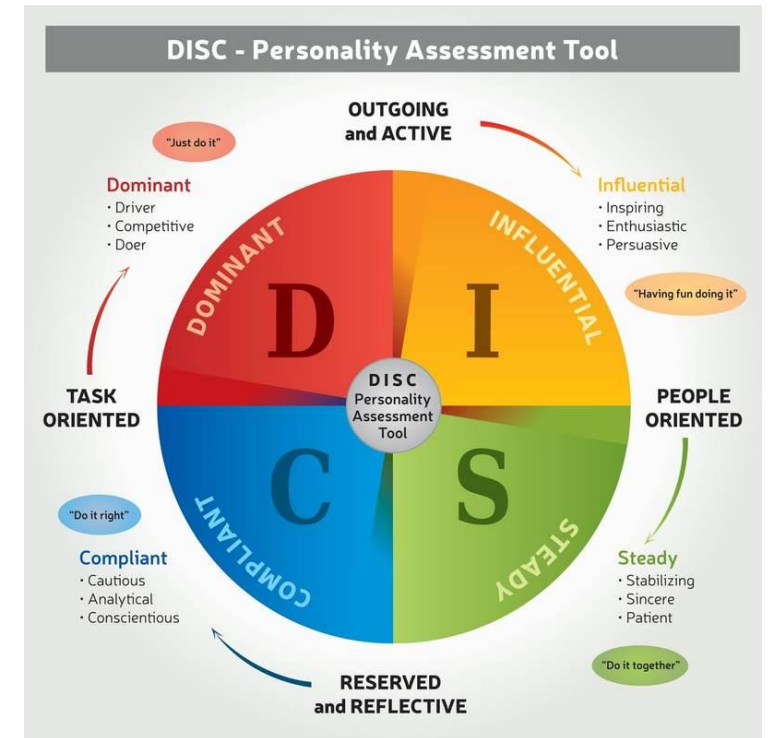 DISC - Personality Assessment Tool
OUTGOING
and ACTIVE
"Just do it"
Dominant
· Driver
· Competitive
· Doer
Influential
· Inspiring
· Enthusiastic
· Persuasive
"Having fun doing it"
DOMINANT
D
INFLUENTIAL
I
DISC
Personality
Assessment
Tool
TASK
ORIENTED
PEOPLE
ORIENTED
COMPLIANT
C
STEADY
S
"Do it right"
Compliant
· Cautious
· Analytical
· Conscientious
Steady
· Stabilizing
· Sincere
· Patient
"Do it together"
RESERVED
and REFLECTIVE